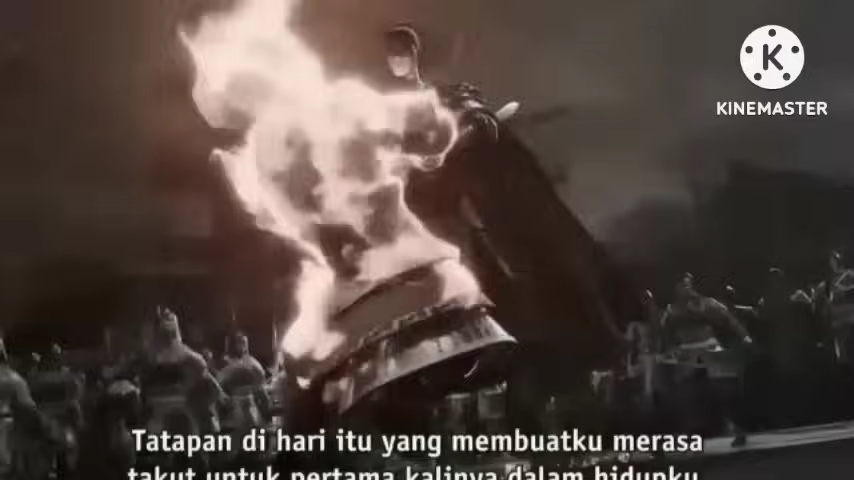 KINEMASTER
Tatapan di hari itu yang membuatku merasa
takut untuk pertama kalinya dalam hidupku.